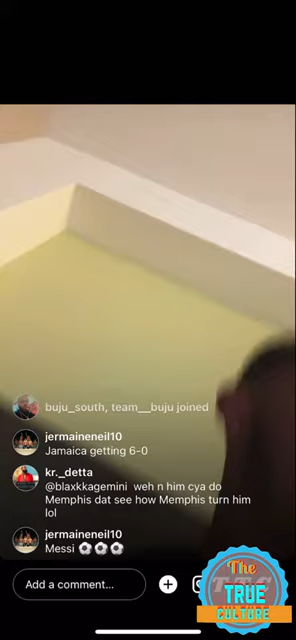 buju_south, team__buju joined
jermaineneil10
Jamaica getting 6-0
kr._detta
@blaxkkagemini weh n him cya do
Memphis dat see how Memphis turn him
lol
jermaineneil10
Messi ⚽⚽⚽
Add a comment...
The
T.T.C
TRUE
CULTURE